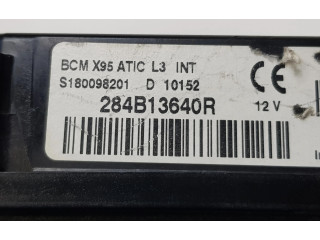 BCM X95 ATIC L3 INT
S180098201 D 10152
284B13640R
12 V
CE